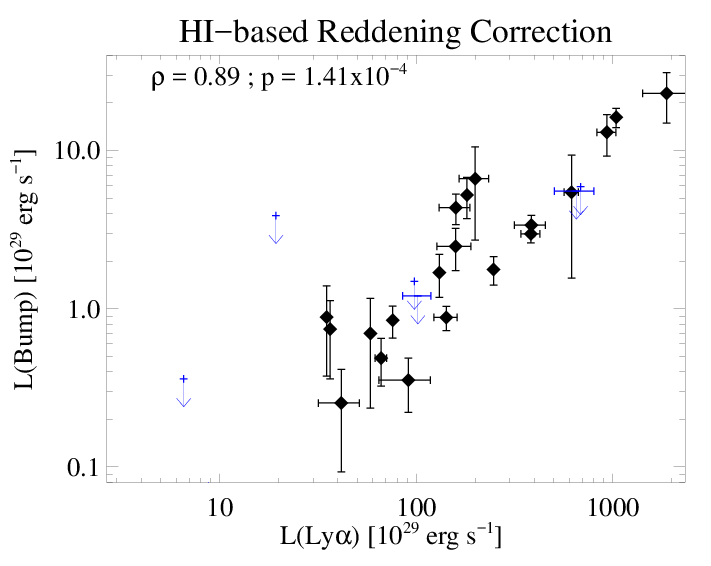 HI−based Reddening Correction
ρ = 0.89 ; p = 1.41x10⁻⁴
L(Bump) [10²⁹ erg s⁻¹]
10.0
1.0
0.1
10 100 1000
L(Lyα) [10²⁹ erg s⁻¹]